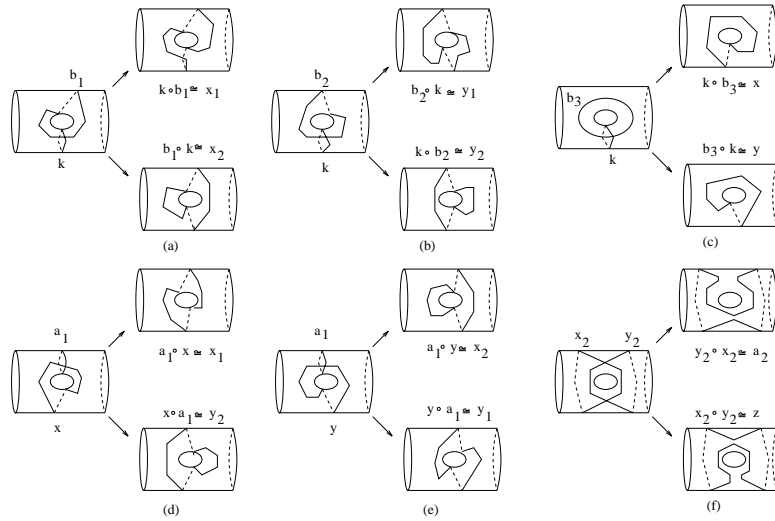 b₁
k
k∘b₁≅ x₁
b₁∘ k≅ x₂
(a)
b₂
k
b₂∘ k ≅ y₁
k∘ b₂≅ y₂
(b)
b₃
k
k∘ b₃≅ x
b₃∘ k≅ y
(c)
a₁
x
a₁∘ x ≅ x₁
x∘ a₁≅ y₂
(d)
a₁
y
a₁∘ y≅ x₂
y∘ a₁≅ y₁
(e)
x₂ y₂
y₂∘ x₂ ≅ a₂
x₂∘ y₂≅ z
(f)